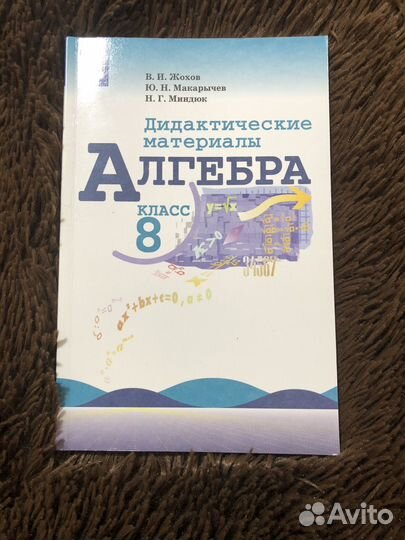 В. И. Жохов
Ю. Н. Макарычев
Н. Г. Миндюк
Дидактические
материалы
АЛГЕБРА
КЛАСС
8
y=√x
ax²+bx+c=0, a≠0
Avito